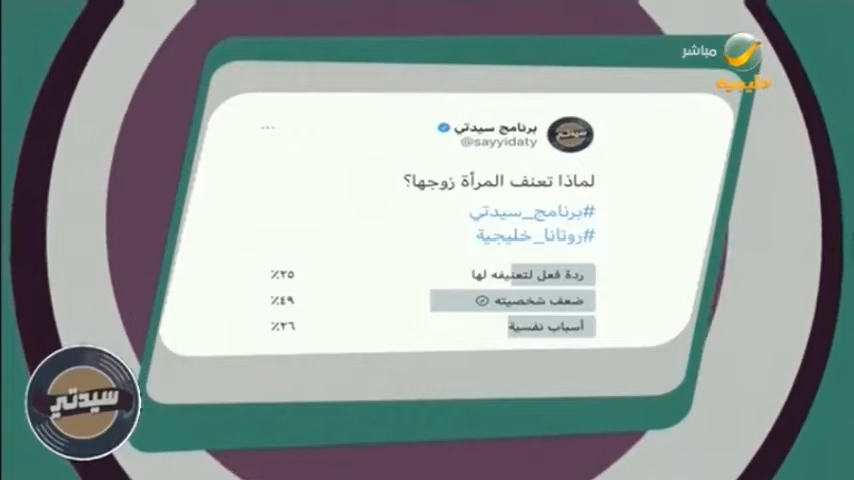 مباشر
خليجية
برنامج سيدتي
@sayyidaty
لماذا تعنف المرأة زوجها؟
#برنامج_سيدتي
#روتانا_خليجية
ردة فعل لتعنيفه لها ٢٥٪
ضعف شخصيته ٤٩٪
أسباب نفسية ٢٦٪
سيدتي